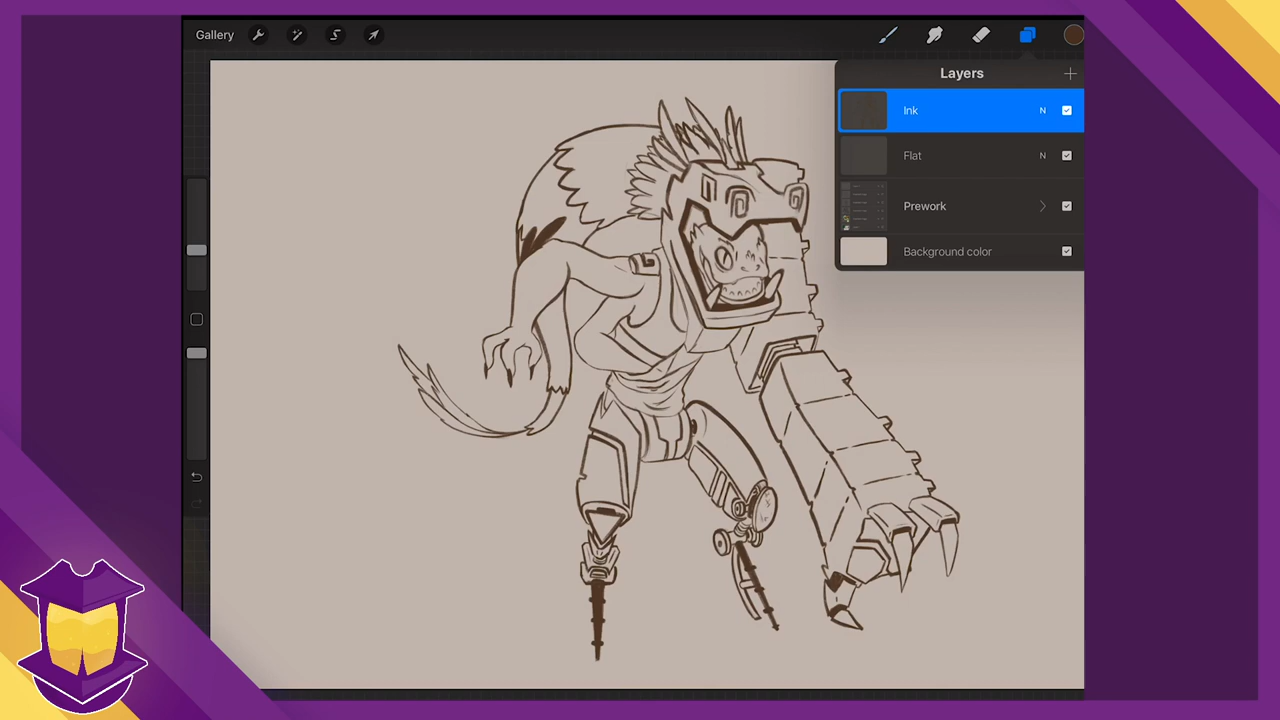 Gallery
Layers
Ink N
Flat N
Prework
Background color